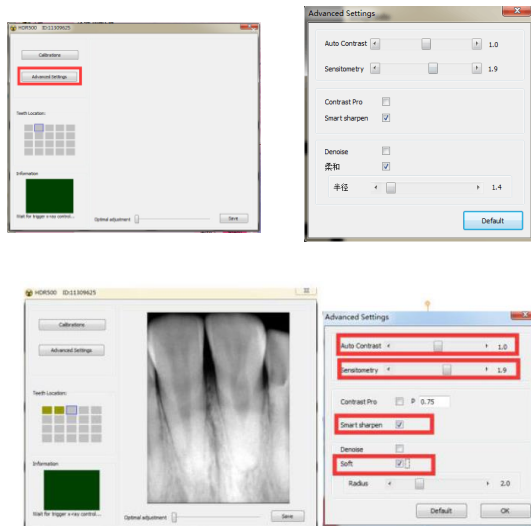 HDR500 ID:11309625
Calibrations
Advanced Settings
Teeth Location:
Information
Wait for trigger x-ray control...
Optimal adjustment
Save
Advanced Settings
Auto Contrast
1.0
Sensitometry
1.9
Contrast Pro
Smart sharpen
Denoise
柔和
半径
1.4
Default
HDR500 ID:11309625
Calibrations
Advanced Settings
Teeth Location:
Information
Wait for trigger x-ray control...
Optimal adjustment
Save
Advanced Settings
Auto Contrast
1.0
Sensitometry
1.9
Contrast Pro P 0.75
Smart sharpen
Denoise
Soft
Radius
2.0
Default
OK